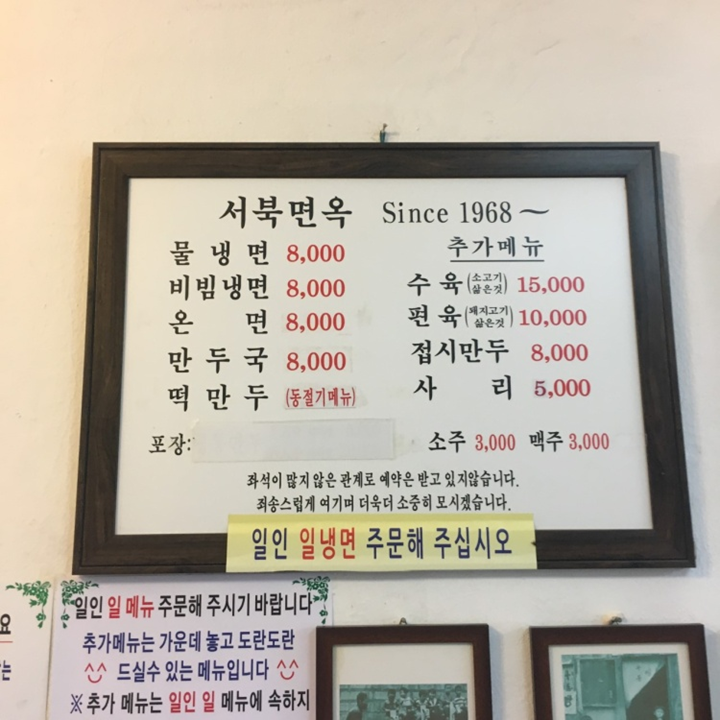 서북면옥 Since 1968~
물냉면 8,000
비빔냉면 8,000
온면 8,000
만두국 8,000
떡만두 (동절기메뉴)
추가메뉴
수육(소고기 삶은것) 15,000
편육(돼지고기 삶은것) 10,000
접시만두 8,000
사리 5,000
포장:
소주 3,000 맥주 3,000
좌석이 많지 않은 관계로 예약은 받고 있지않습니다.
죄송스럽게 여기며 더욱더 소중히 모시겠습니다.
일인 일냉면 주문해 주십시오
요
는
일인 일 메뉴 주문해 주시기 바랍니다
추가메뉴는 가운데 놓고 도란도란
^^ 드실수 있는 메뉴입니다 ^^
※ 추가 메뉴는 일인 일 메뉴에 속하지